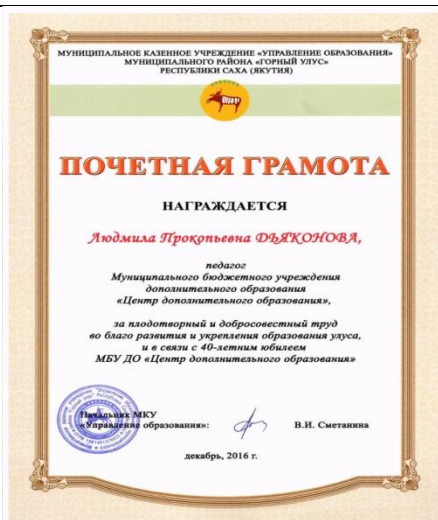 МУНИЦИПАЛЬНОЕ КАЗЕННОЕ УЧРЕЖДЕНИЕ «УПРАВЛЕНИЕ ОБРАЗОВАНИЯ»
МУНИЦИПАЛЬНОГО РАЙОНА «ГОРНЫЙ УЛУС»
РЕСПУБЛИКИ САХА (ЯКУТИЯ)
ПОЧЕТНАЯ ГРАМОТА
НАГРАЖДАЕТСЯ
Людмила Прокопьевна ДЬЯКОНОВА,
педагог
Муниципального бюджетного учреждения
дополнительного образования
«Центр дополнительного образования»,
за плодотворный и добросовестный труд
во благо развития и укрепления образования улуса,
и в связи с 40-летним юбилеем
МБУ ДО «Центр дополнительного образования»
Начальник МКУ
«Управление образования»: В.И. Сметанина
декабрь, 2016 г.